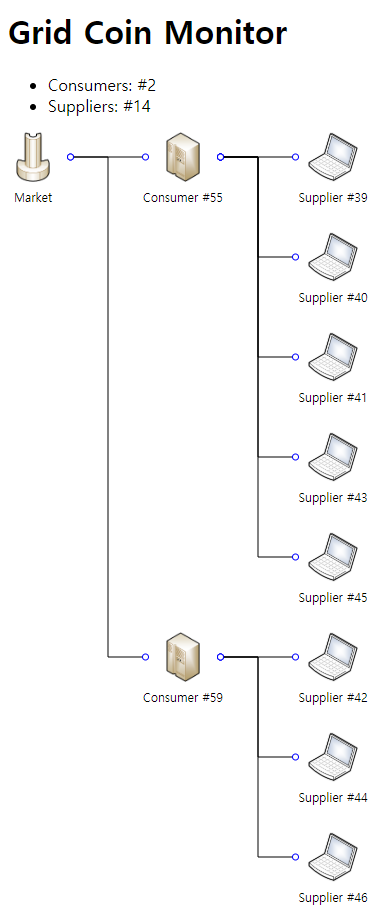 Grid Coin Monitor
Consumers: #2
Suppliers: #14
Market
Consumer #55
Supplier #39
Supplier #40
Supplier #41
Supplier #43
Supplier #45
Consumer #59
Supplier #42
Supplier #44
Supplier #46